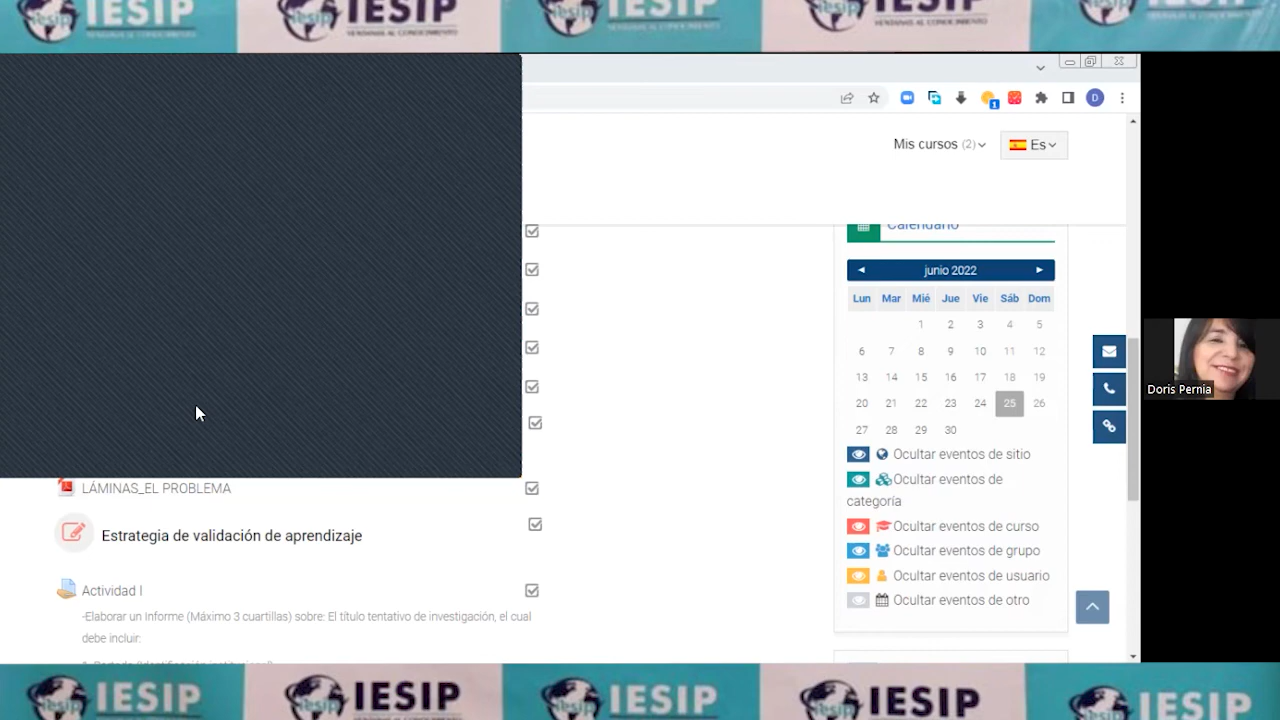 IESIP IESIP IESIP IESIP IESIP
VENTANAS AL CONOCIMIENTO
1
D
Mis cursos (2)
Es
Calendario
◄ junio 2022 ►
Lun Mar Mié Jue Vie Sáb Dom
1 2 3 4 5
6 7 8 9 10 11 12
13 14 15 16 17 18 19
20 21 22 23 24 25 26
27 28 29 30
Ocultar eventos de sitio
Ocultar eventos de
categoría
Ocultar eventos de curso
Ocultar eventos de grupo
Ocultar eventos de usuario
Ocultar eventos de otro
Doris Pernia
LÁMINAS_EL PROBLEMA
Estrategia de validación de aprendizaje
Actividad I
-Elaborar un Informe (Máximo 3 cuartillas) sobre: El título tentativo de investigación, el cual
debe incluir:
IESIP IESIP IESIP IESIP IESIP